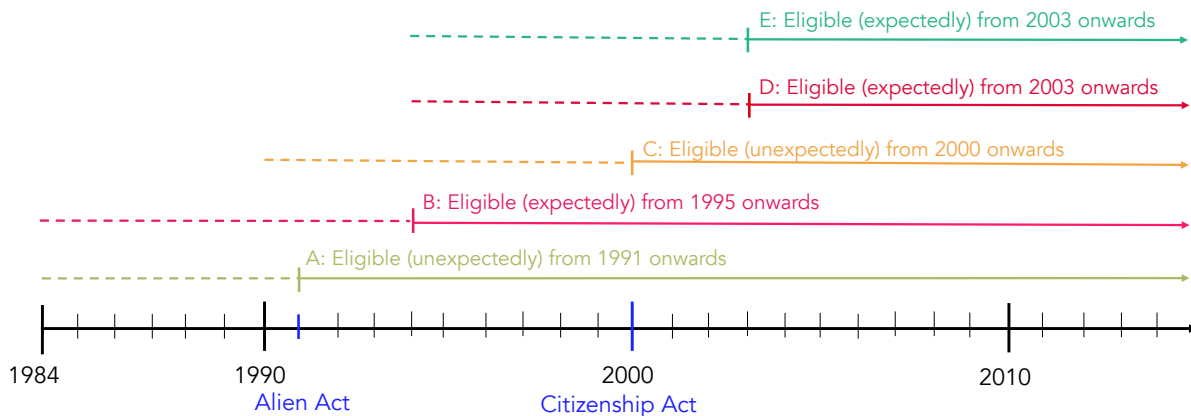 E: Eligible (expectedly) from 2003 onwards
D: Eligible (expectedly) from 2003 onwards
C: Eligible (unexpectedly) from 2000 onwards
B: Eligible (expectedly) from 1995 onwards
A: Eligible (unexpectedly) from 1991 onwards
1984 1990 2000 2010
Alien Act Citizenship Act